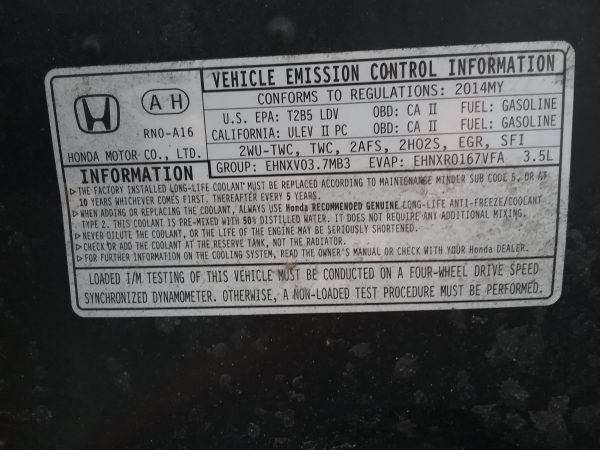 VEHICLE EMISSION CONTROL INFORMATION
CONFORMS TO REGULATIONS: 2014MY
U.S. EPA: T2B5 LDV OBD: CA II FUEL: GASOLINE
CALIFORNIA: ULEV II PC OBD: CA II FUEL: GASOLINE
2WU-TWC, TWC, 2AFS, 2HO2S, EGR, SFI
GROUP: EHNXV03.7MB3 EVAP: EHNXR0167VFA 3.5L
A H
RN0-A16
HONDA MOTOR CO., LTD.
INFORMATION
▷THE FACTORY INSTALLED LONG-LIFE COOLANT MUST BE REPLACED ACCORDING TO MAINTENANCE MINDER SUB CODE 5, OR AT
10 YEARS WHICHEVER COMES FIRST, THEREAFTER EVERY 5 YEARS.
▷WHEN ADDING OR REPLACING THE COOLANT, ALWAYS USE Honda RECOMMENDED GENUINE LONG-LIFE ANTI-FREEZE/COOLANT
TYPE 2. THIS COOLANT IS PRE-MIXED WITH 50% DISTILLED WATER. IT DOES NOT REQUIRE ANY ADDITIONAL MIXING.
▷NEVER DILUTE THE COOLANT, OR THE LIFE OF THE ENGINE MAY BE SERIOUSLY SHORTENED.
▷CHECK OR ADD THE COOLANT AT THE RESERVE TANK, NOT THE RADIATOR.
▷FOR FURTHER INFORMATION ON THE COOLING SYSTEM, READ THE OWNER'S MANUAL OR CHECK WITH YOUR Honda DEALER.
LOADED I/M TESTING OF THIS VEHICLE MUST BE CONDUCTED ON A FOUR-WHEEL DRIVE SPEED
SYNCHRONIZED DYNAMOMETER. OTHERWISE, A NON-LOADED TEST PROCEDURE MUST BE PERFORMED.